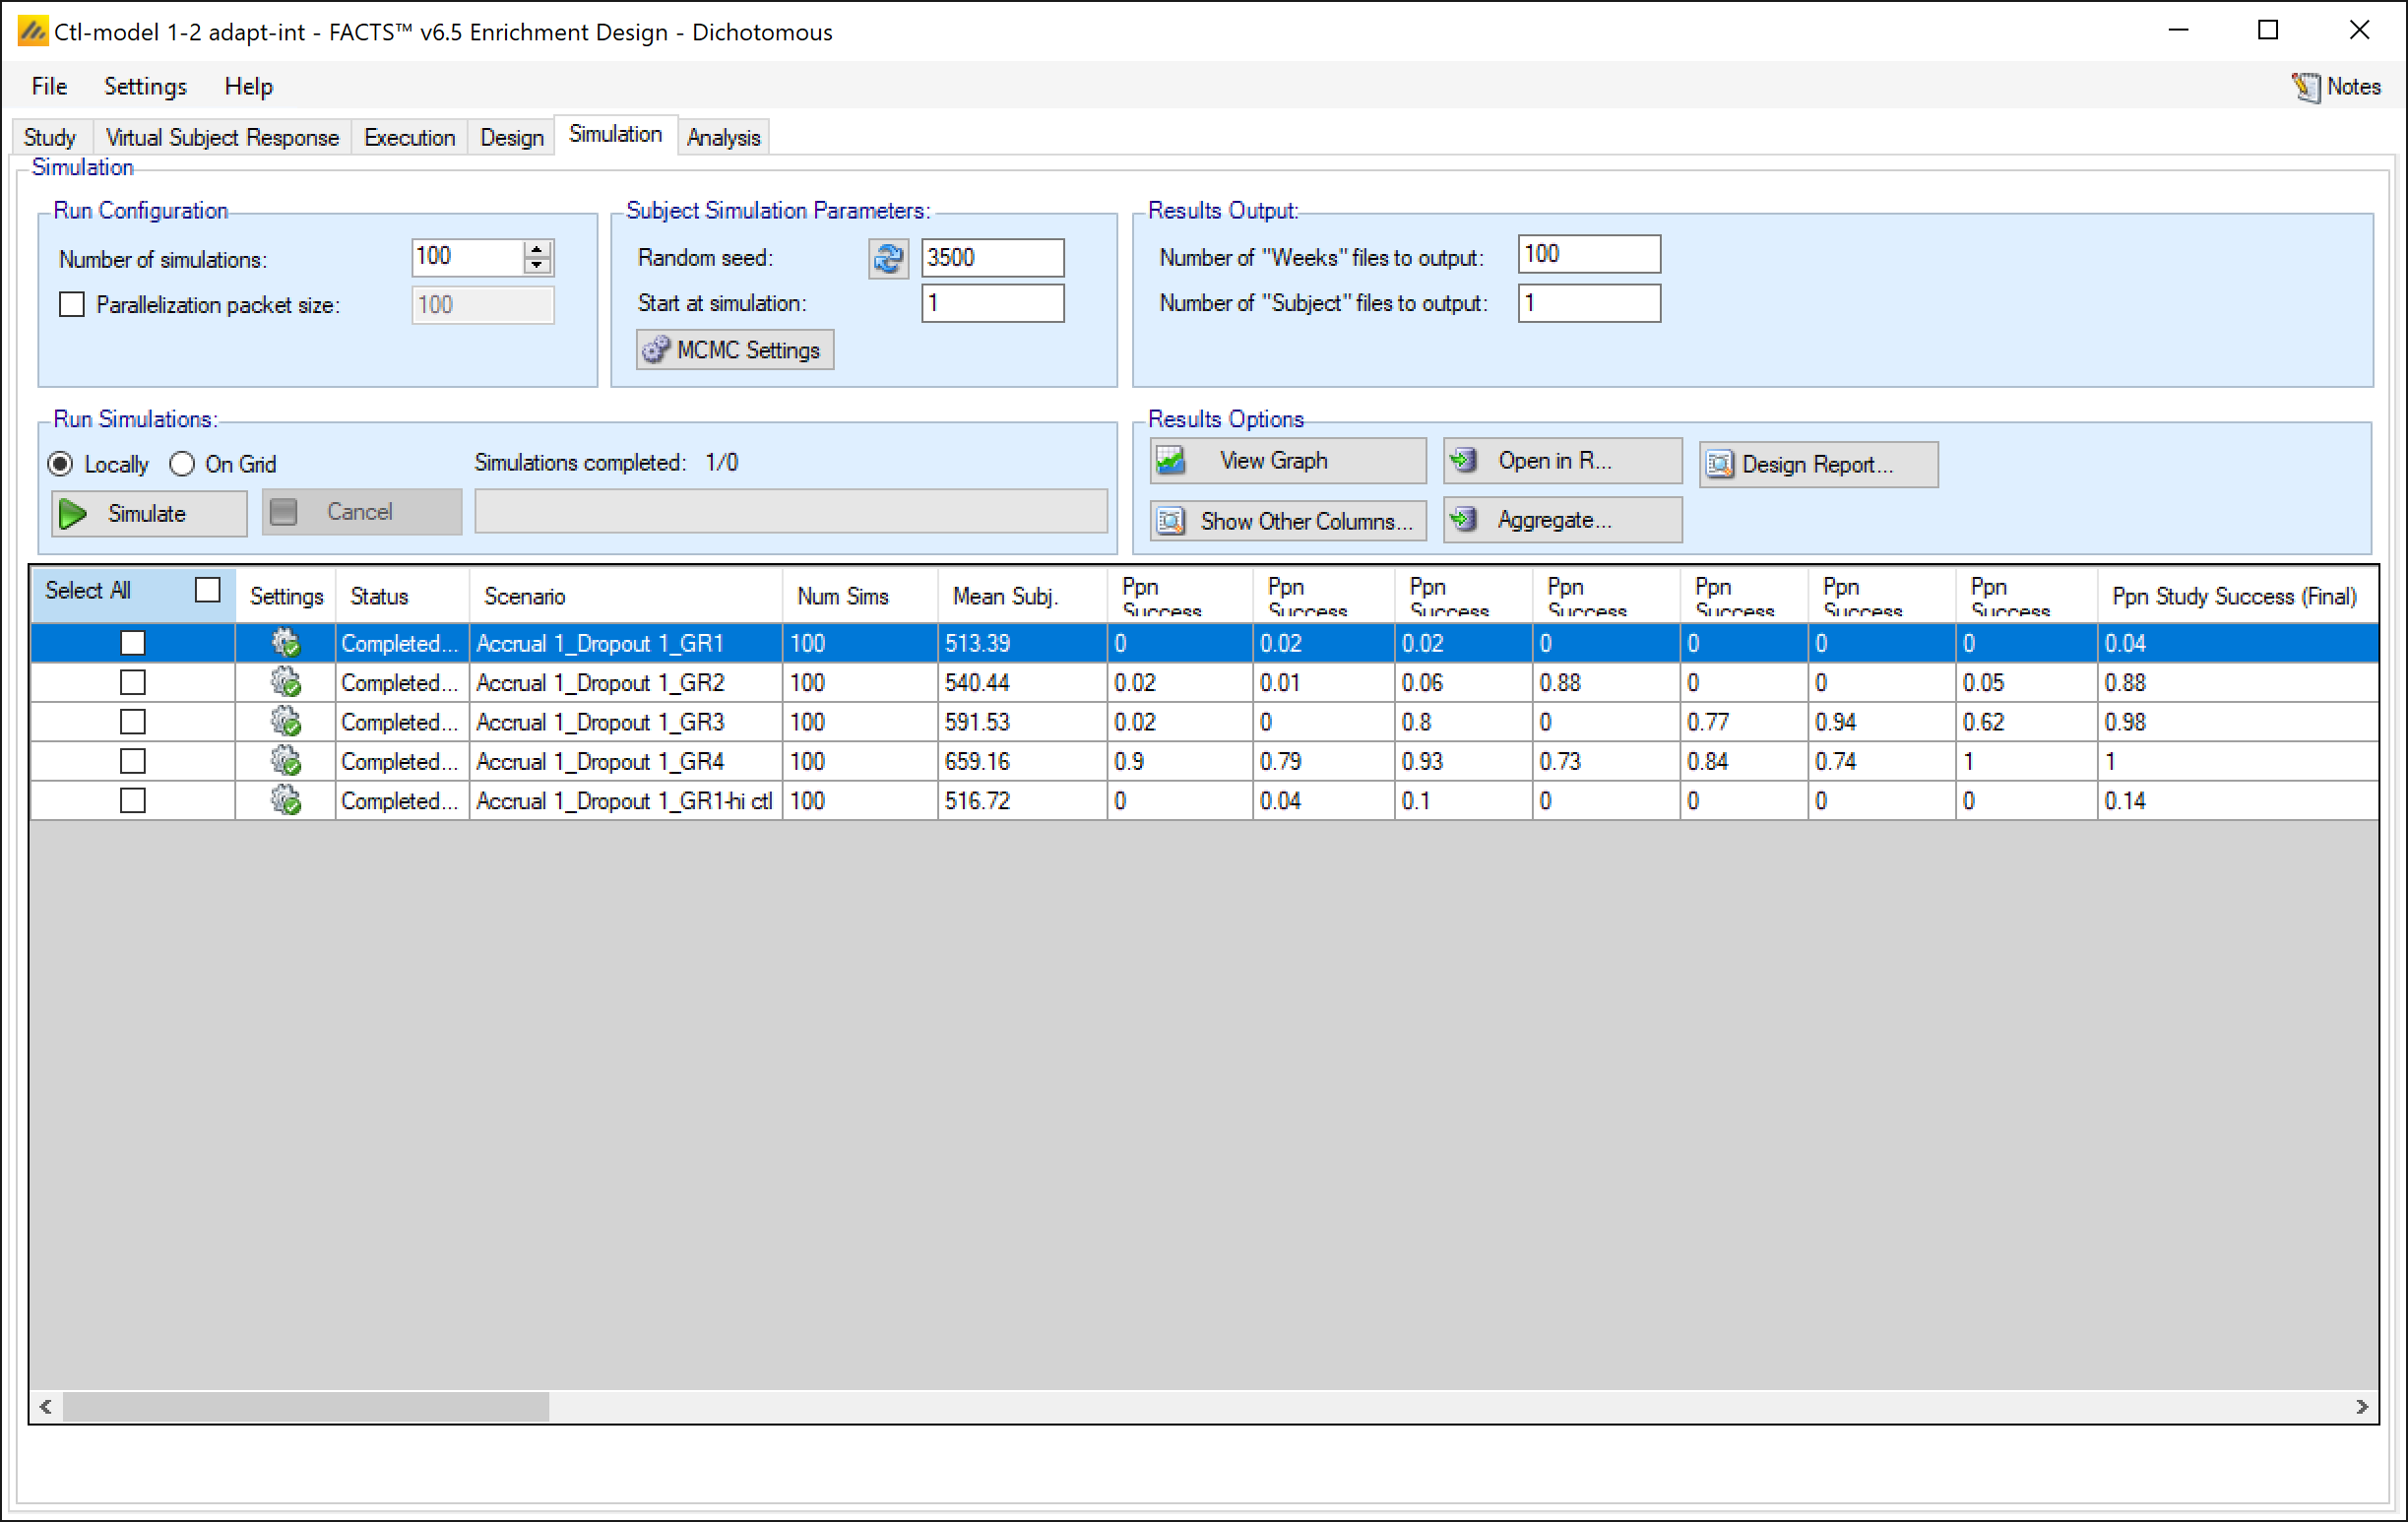 Ctl-model 1-2 adapt-int - FACTS™ v6.5 Enrichment Design - Dichotomous
File Settings Help Notes
Study Virtual Subject Response Execution Design Simulation Analysis
Simulation
Run Configuration
Number of simulations: 100
Parallelization packet size: 100
Subject Simulation Parameters:
Random seed: 3500
Start at simulation: 1
MCMC Settings
Results Output:
Number of "Weeks" files to output: 100
Number of "Subject" files to output: 1
Run Simulations:
Locally On Grid Simulations completed: 1/0
Simulate Cancel
Results Options
View Graph Open in R... Design Report...
Show Other Columns... Aggregate...
Select All Settings Status Scenario Num Sims Mean Subj. Ppn Success Ppn Success Ppn Success Ppn Success Ppn Success Ppn Success Ppn Success Ppn Study Success (Final)
Completed... Accrual 1_Dropout 1_GR1 100 513.39 0 0.02 0.02 0 0 0 0 0.04
Completed... Accrual 1_Dropout 1_GR2 100 540.44 0.02 0.01 0.06 0.88 0 0 0.05 0.88
Completed... Accrual 1_Dropout 1_GR3 100 591.53 0.02 0 0.8 0 0.77 0.94 0.62 0.98
Completed... Accrual 1_Dropout 1_GR4 100 659.16 0.9 0.79 0.93 0.73 0.84 0.74 1 1
Completed... Accrual 1_Dropout 1_GR1-hi ctl 100 516.72 0 0.04 0.1 0 0 0 0 0.14